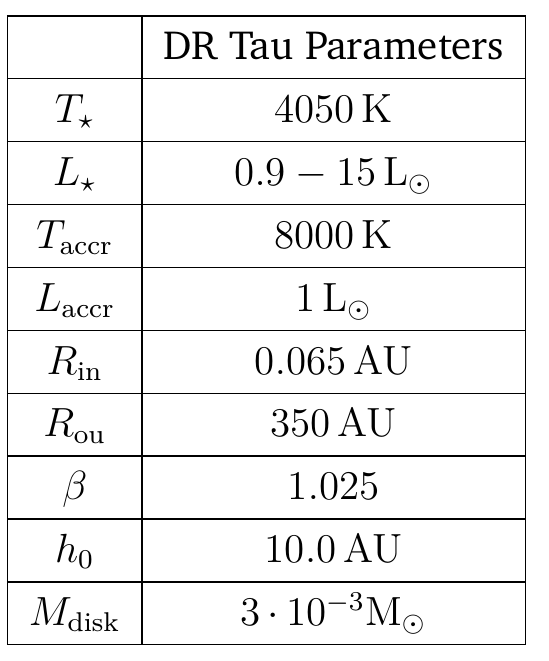 DR Tau Parameters
T⋆ 4050 K
L⋆ 0.9 − 15 L⊙
Taccr 8000 K
Laccr 1 L⊙
Rin 0.065 AU
Rou 350 AU
β 1.025
h0 10.0 AU
Mdisk 3 · 10⁻³M⊙